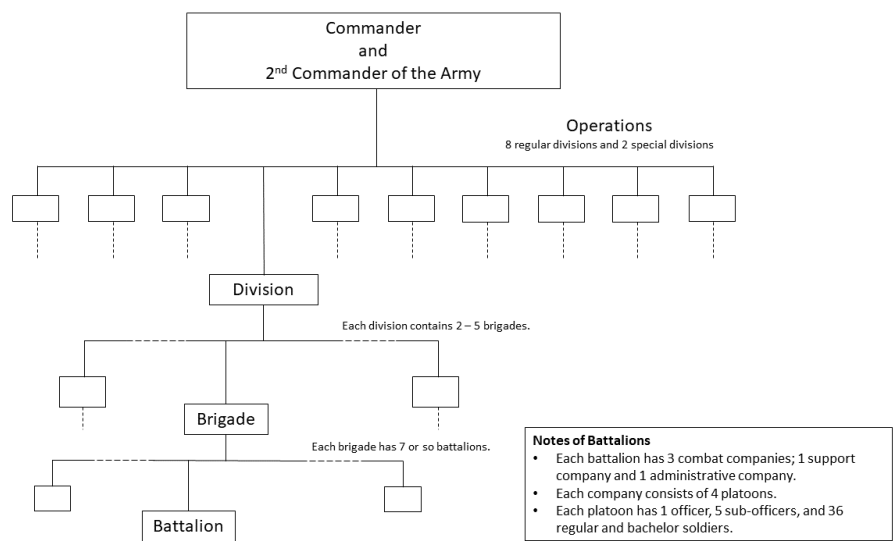 Commander
and
2nd Commander of the Army
Operations
8 regular divisions and 2 special divisions
Division
Each division contains 2 – 5 brigades.
Brigade
Each brigade has 7 or so battalions.
Battalion
Notes of Battalions
• Each battalion has 3 combat companies; 1 support
company and 1 administrative company.
• Each company consists of 4 platoons.
• Each platoon has 1 officer, 5 sub-officers, and 36
regular and bachelor soldiers.